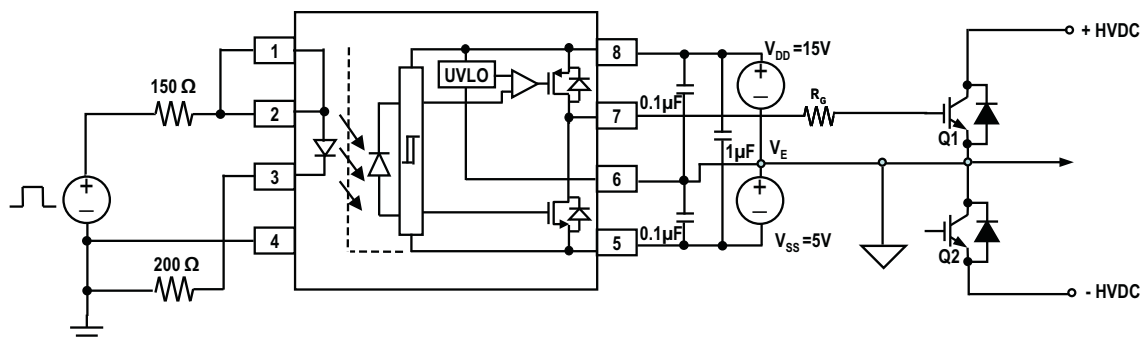 1
8
+ HVDC
V_DD =15V
150 Ω
UVLO
+
—
R_G
2
0.1µF
7
Q1
1µF
V_E
3
6
+
—
+
—
4
0.1µF
5
V_SS =5V
Q2
200 Ω
- HVDC